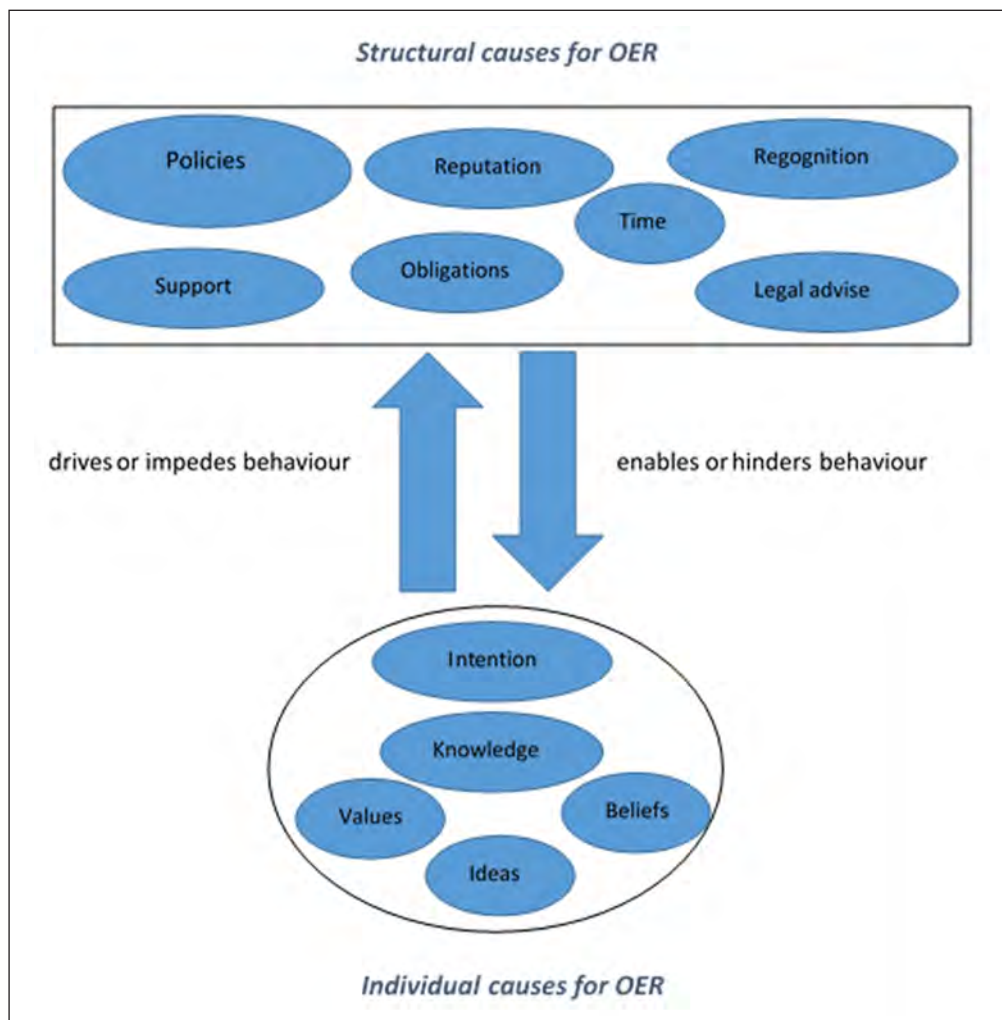 Structural causes for OER
Policies
Reputation
Regognition
Time
Support
Obligations
Legal advise
drives or impedes behaviour
enables or hinders behaviour
Intention
Knowledge
Values
Beliefs
Ideas
Individual causes for OER